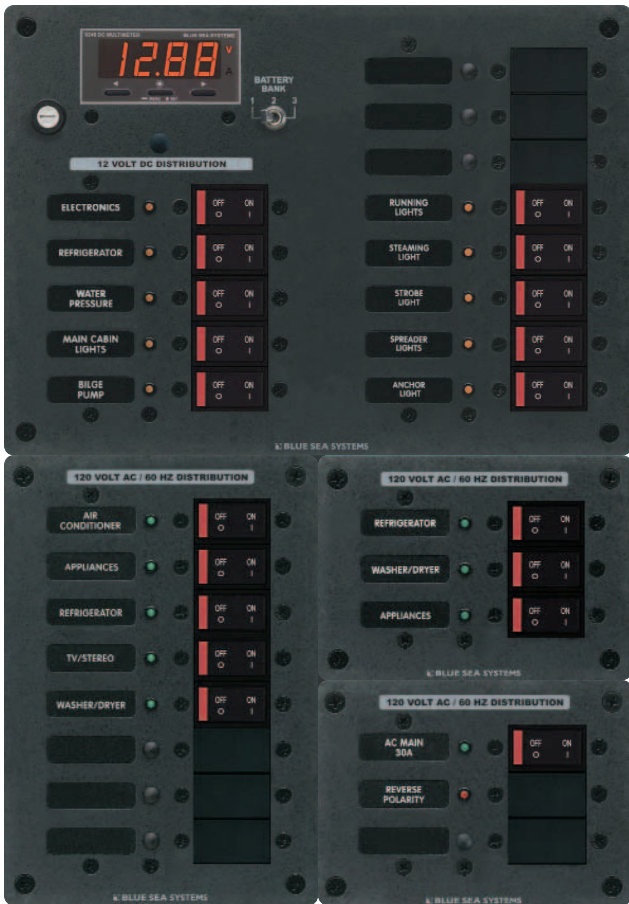 5248 DC MULTIMETER BLUE SEA SYSTEMS
12.88 V
A
MENU SET
BATTERY
BANK
1 2 3
12 VOLT DC DISTRIBUTION
ELECTRONICS OFF ON
O I
REFRIGERATOR OFF ON
O I
WATER
PRESSURE OFF ON
O I
MAIN CABIN
LIGHTS OFF ON
O I
BILGE
PUMP OFF ON
O I
RUNNING
LIGHTS OFF ON
O I
STEAMING
LIGHT OFF ON
O I
STROBE
LIGHT OFF ON
O I
SPREADER
LIGHTS OFF ON
O I
ANCHOR
LIGHT OFF ON
O I
BLUE SEA SYSTEMS
120 VOLT AC / 60 HZ DISTRIBUTION
AIR
CONDITIONER OFF ON
O I
APPLIANCES OFF ON
O I
REFRIGERATOR OFF ON
O I
TV/STEREO OFF ON
O I
WASHER/DRYER OFF ON
O I
BLUE SEA SYSTEMS
120 VOLT AC / 60 HZ DISTRIBUTION
REFRIGERATOR OFF ON
O I
WASHER/DRYER OFF ON
O I
APPLIANCES OFF ON
O I
BLUE SEA SYSTEMS
120 VOLT AC / 60 HZ DISTRIBUTION
AC MAIN
30A OFF ON
O I
REVERSE
POLARITY
BLUE SEA SYSTEMS